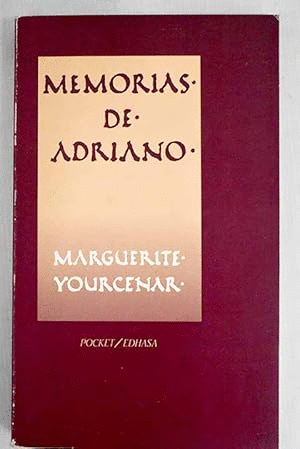 MEMORIAS·
DE·
ADRIANO·
MARGUERITE·
YOURCENAR·
POCKET/EDHASA